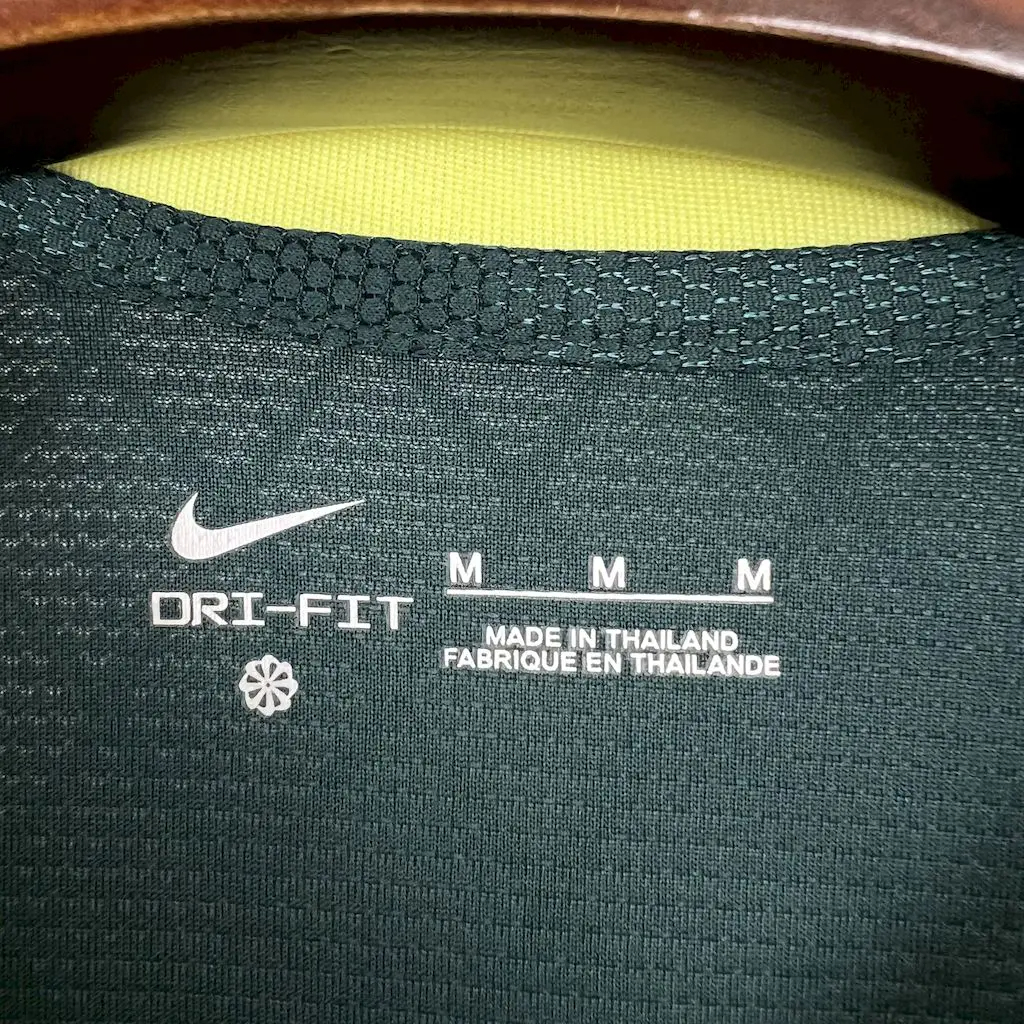 DRI-FIT
M M M
MADE IN THAILAND
FABRIQUE EN THAILANDE